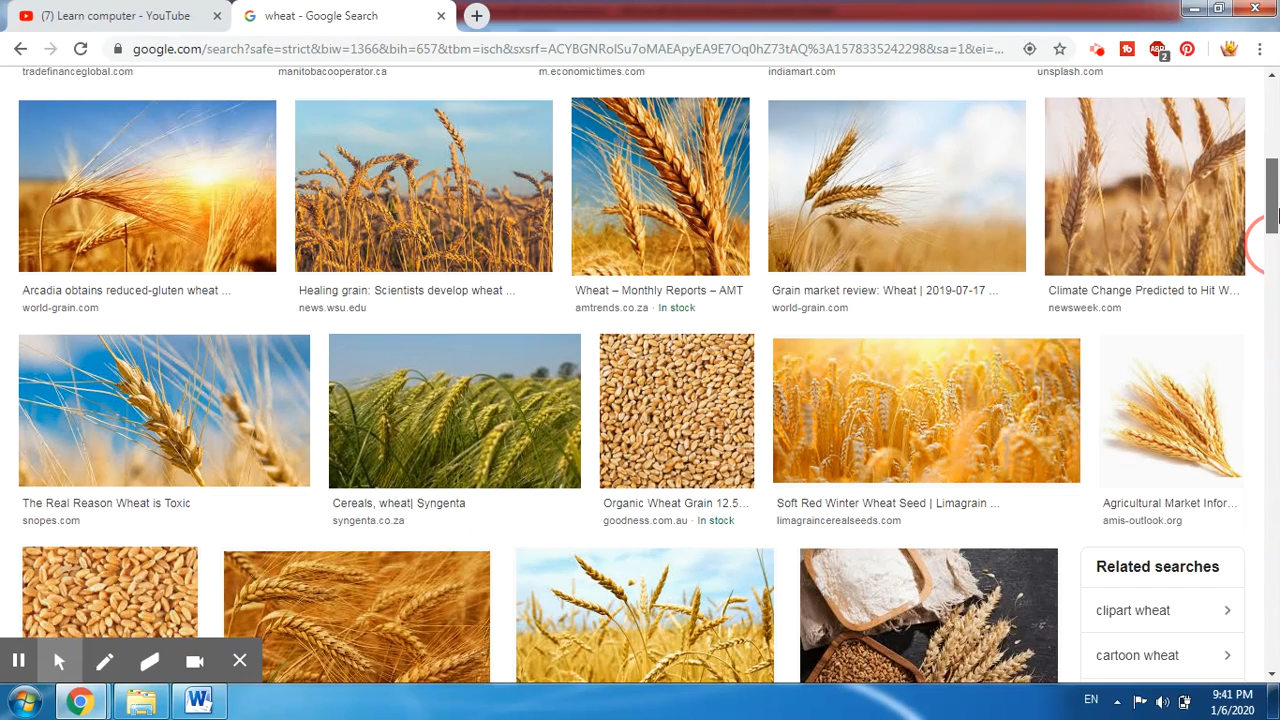 (7) Learn computer - YouTube
wheat - Google Search
google.com/search?safe=strict&biw=1366&bih=657&tbm=isch&sxsrf=ACYBGNRoISu7oMAEApyEA9E7Oq0hZ73tAQ%3A1578335242298&sa=1&ei=...
2
tradefinanceglobal.com
manitobacooperator.ca
m.economictimes.com
indiamart.com
unsplash.com
Arcadia obtains reduced-gluten wheat ...
world-grain.com
Healing grain: Scientists develop wheat ...
news.wsu.edu
Wheat – Monthly Reports – AMT
amtrends.co.za · In stock
Grain market review: Wheat | 2019-07-17 ...
world-grain.com
Climate Change Predicted to Hit W...
newsweek.com
The Real Reason Wheat is Toxic
snopes.com
Cereals, wheat| Syngenta
syngenta.co.za
Organic Wheat Grain 12.5...
goodness.com.au · In stock
Soft Red Winter Wheat Seed | Limagrain ...
limagraincerealseeds.com
Agricultural Market Infor...
amis-outlook.org
Related searches
clipart wheat
cartoon wheat
EN
9:41 PM
1/6/2020